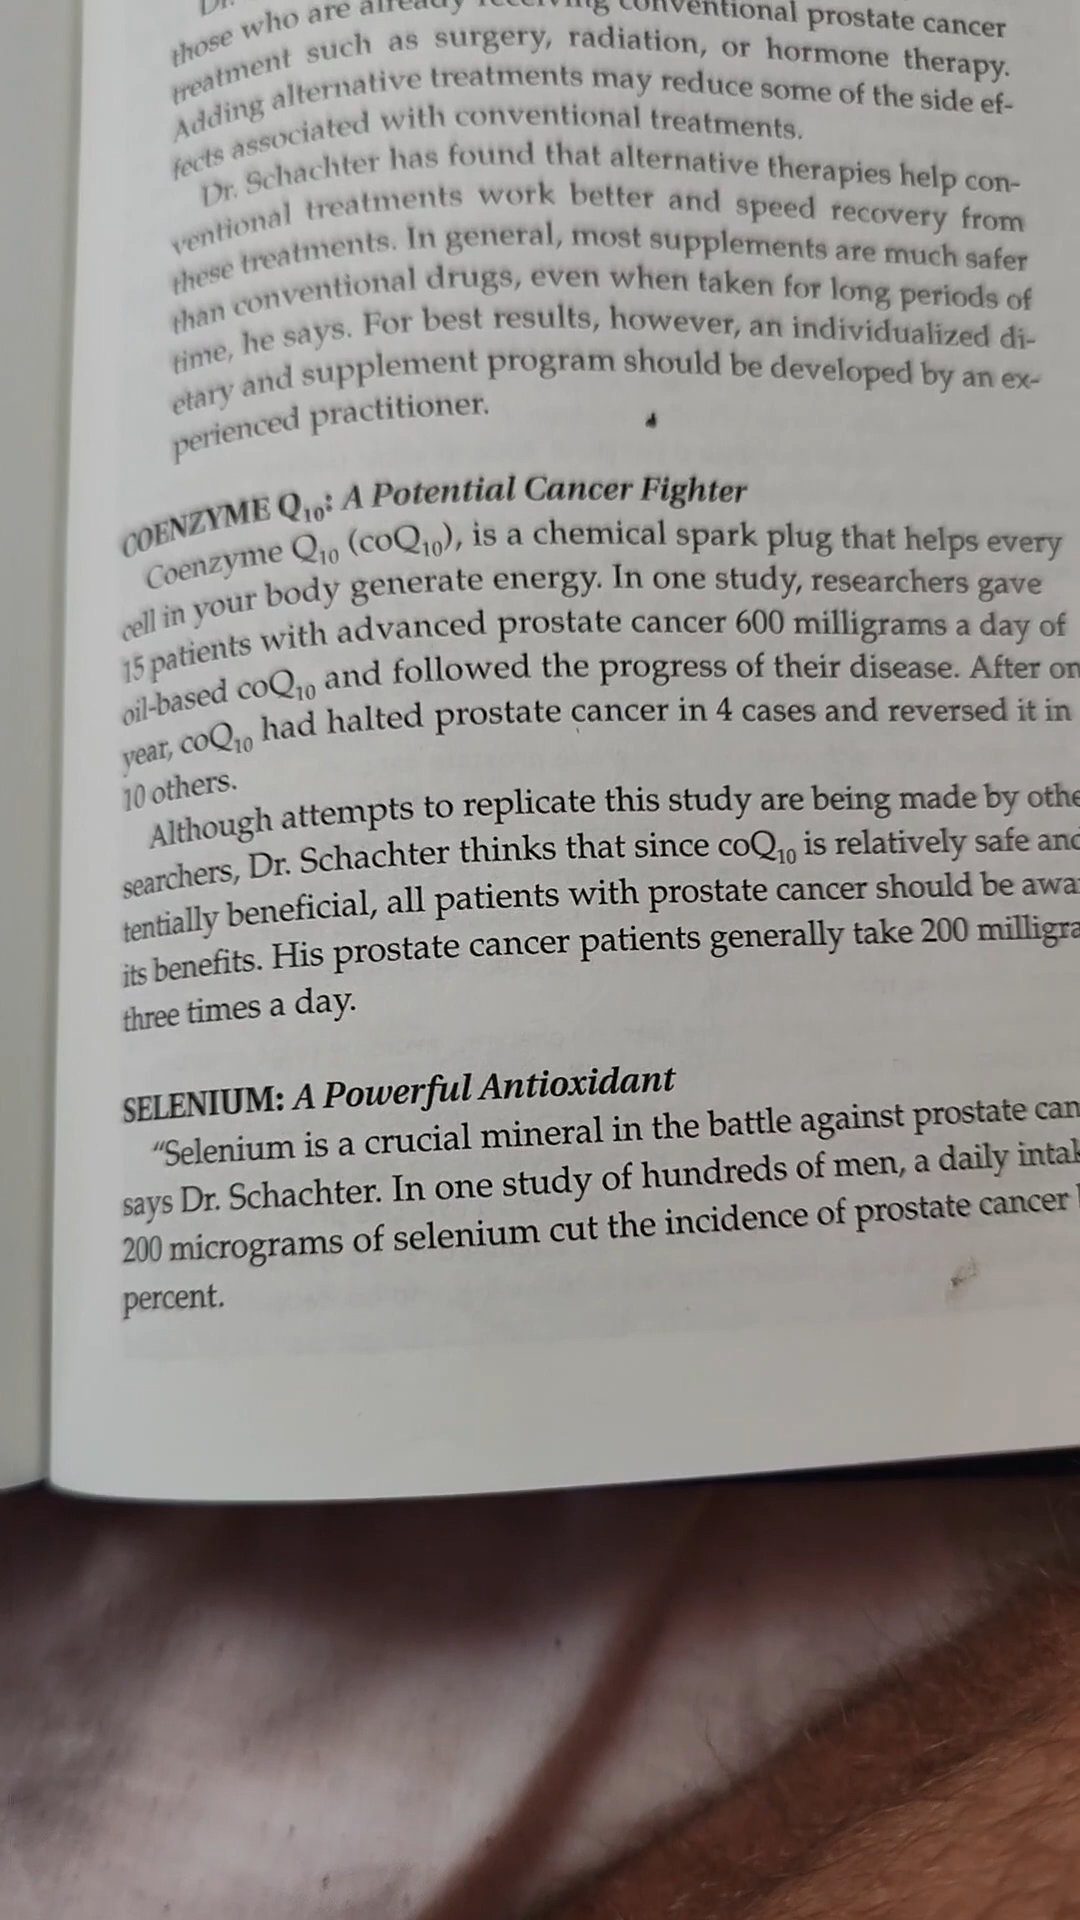 Dr.
those who are already receiving conventional prostate cancer
treatment such as surgery, radiation, or hormone therapy.
Adding alternative treatments may reduce some of the side ef-
fects associated with conventional treatments.
Dr. Schachter has found that alternative therapies help con-
ventional treatments work better and speed recovery from
these treatments. In general, most supplements are much safer
than conventional drugs, even when taken for long periods of
time, he says. For best results, however, an individualized di-
etary and supplement program should be developed by an ex-
perienced practitioner.
COENZYME Q10: A Potential Cancer Fighter
Coenzyme Q10 (coQ10), is a chemical spark plug that helps every
cell in your body generate energy. In one study, researchers gave
15 patients with advanced prostate cancer 600 milligrams a day of
oil-based coQ10 and followed the progress of their disease. After on
year, coQ10 had halted prostate cancer in 4 cases and reversed it in
10 others.
Although attempts to replicate this study are being made by othe
searchers, Dr. Schachter thinks that since coQ10 is relatively safe and
tentially beneficial, all patients with prostate cancer should be awa
its benefits. His prostate cancer patients generally take 200 milligra
three times a day.
SELENIUM: A Powerful Antioxidant
"Selenium is a crucial mineral in the battle against prostate can
says Dr. Schachter. In one study of hundreds of men, a daily intak
200 micrograms of selenium cut the incidence of prostate cancer
percent.